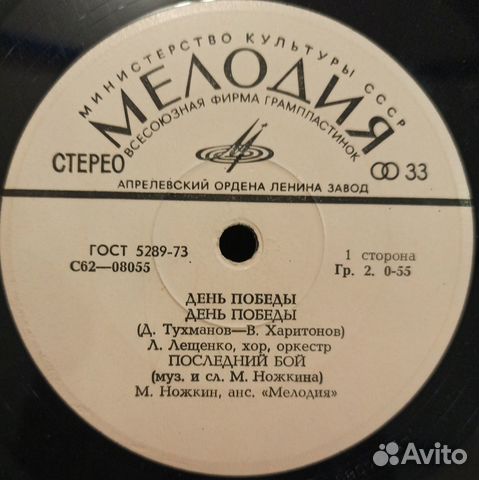 МИНИСТЕРСТВО КУЛЬТУРЫ СССР
МЕЛОДИЯ
ВСЕСОЮЗНАЯ ФИРМА ГРАМПЛАСТИНОК
СТЕРЕО
33
АПРЕЛЕВСКИЙ ОРДЕНА ЛЕНИНА ЗАВОД
ГОСТ 5289-73
С62—08055
1 сторона
Гр. 2. 0-55
ДЕНЬ ПОБЕДЫ
ДЕНЬ ПОБЕДЫ
(Д. Тухманов—В. Харитонов)
Л. Лещенко, хор, оркестр
ПОСЛЕДНИЙ БОЙ
(муз. и сл. М. Ножкина)
М. Ножкин, анс. «Мелодия»
Avito